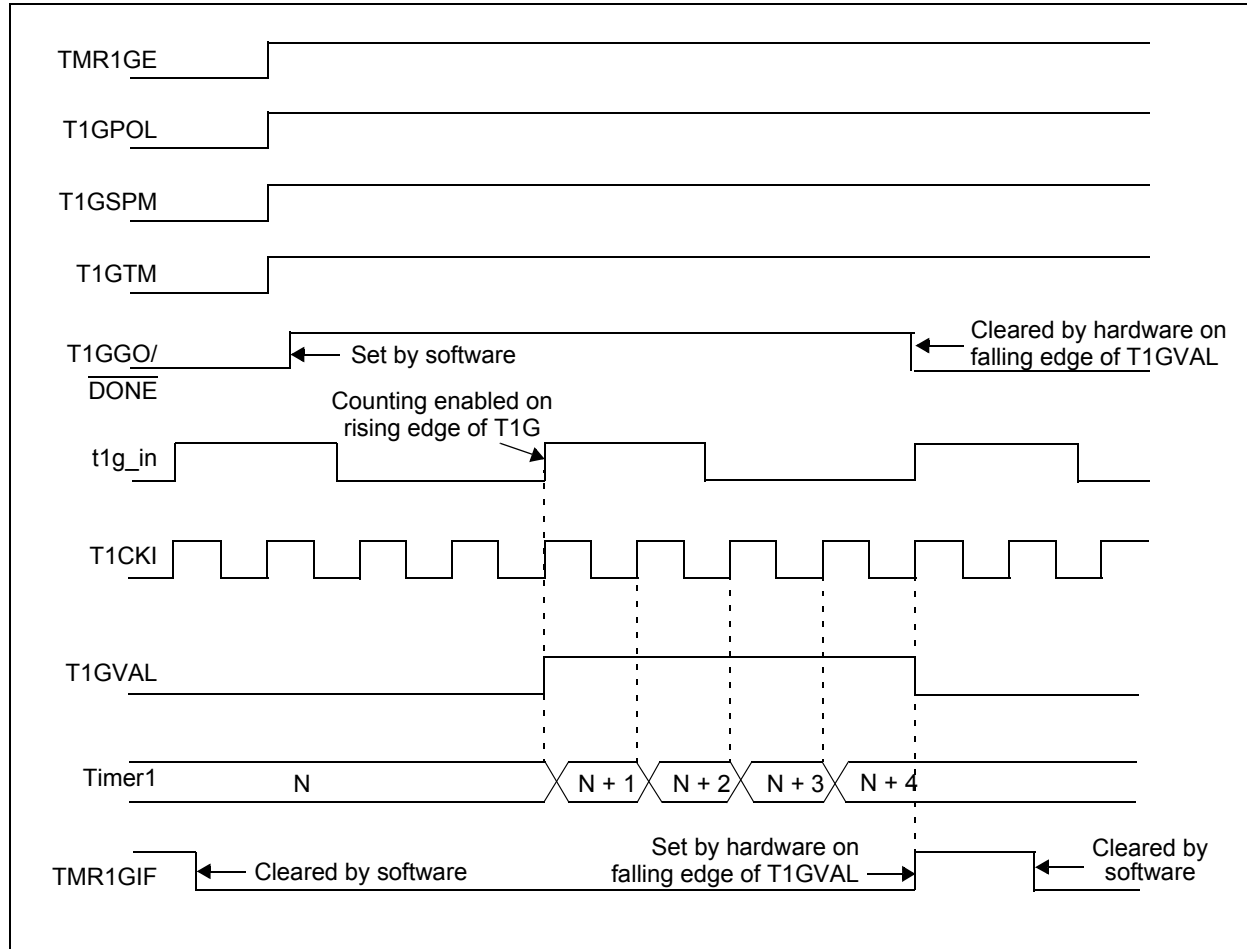 TMR1GE
T1GPOL
T1GSPM
T1GTM
T1GGO/
DONE
Set by software
Cleared by hardware on
falling edge of T1GVAL
Counting enabled on
rising edge of T1G
t1g_in
T1CKI
T1GVAL
Timer1
N
N + 1
N + 2
N + 3
N + 4
TMR1GIF
Cleared by software
Set by hardware on
falling edge of T1GVAL
Cleared by
software